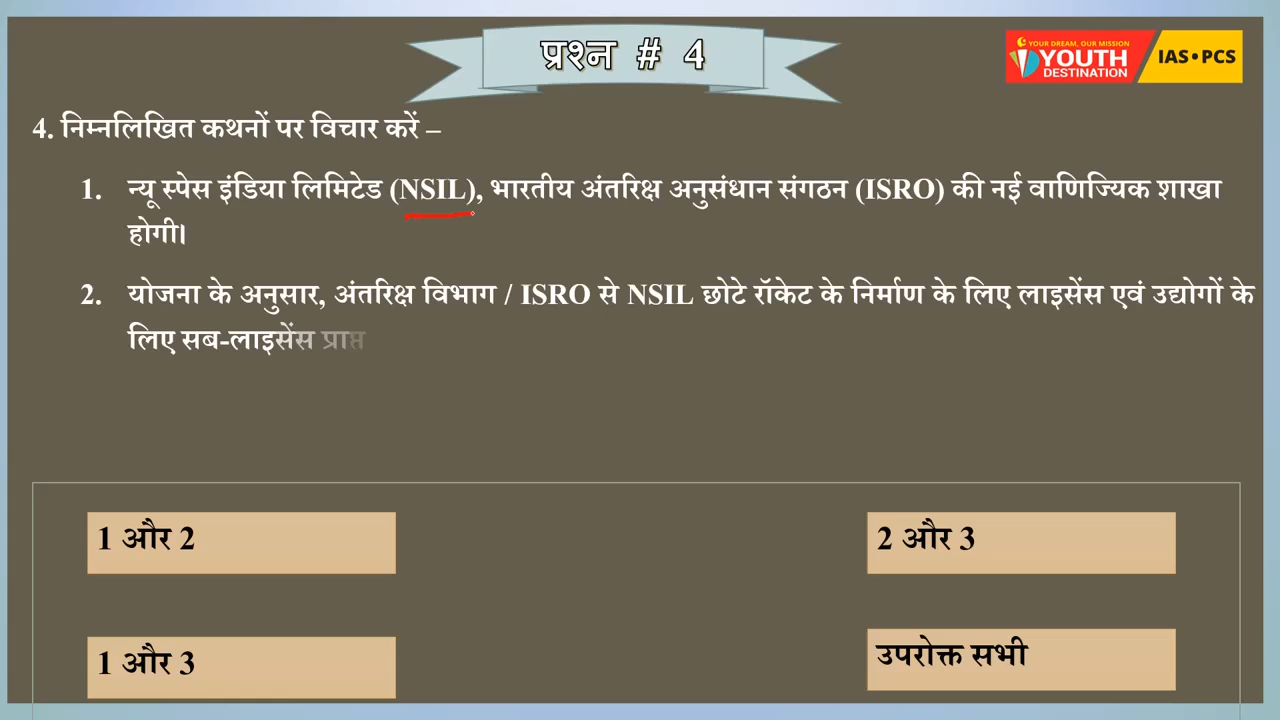 प्रश्न # 4
YOUR DREAM, OUR MISSION
YOUTH
DESTINATION
IAS•PCS
4. निम्नलिखित कथनों पर विचार करें –
1. न्यू स्पेस इंडिया लिमिटेड (NSIL), भारतीय अंतरिक्ष अनुसंधान संगठन (ISRO) की नई वाणिज्यिक शाखा
होगी।
2. योजना के अनुसार, अंतरिक्ष विभाग / ISRO से NSIL छोटे रॉकेट के निर्माण के लिए लाइसेंस एवं उद्योगों के
लिए सब-लाइसेंस प्राप्त
1 और 2
2 और 3
1 और 3
उपरोक्त सभी